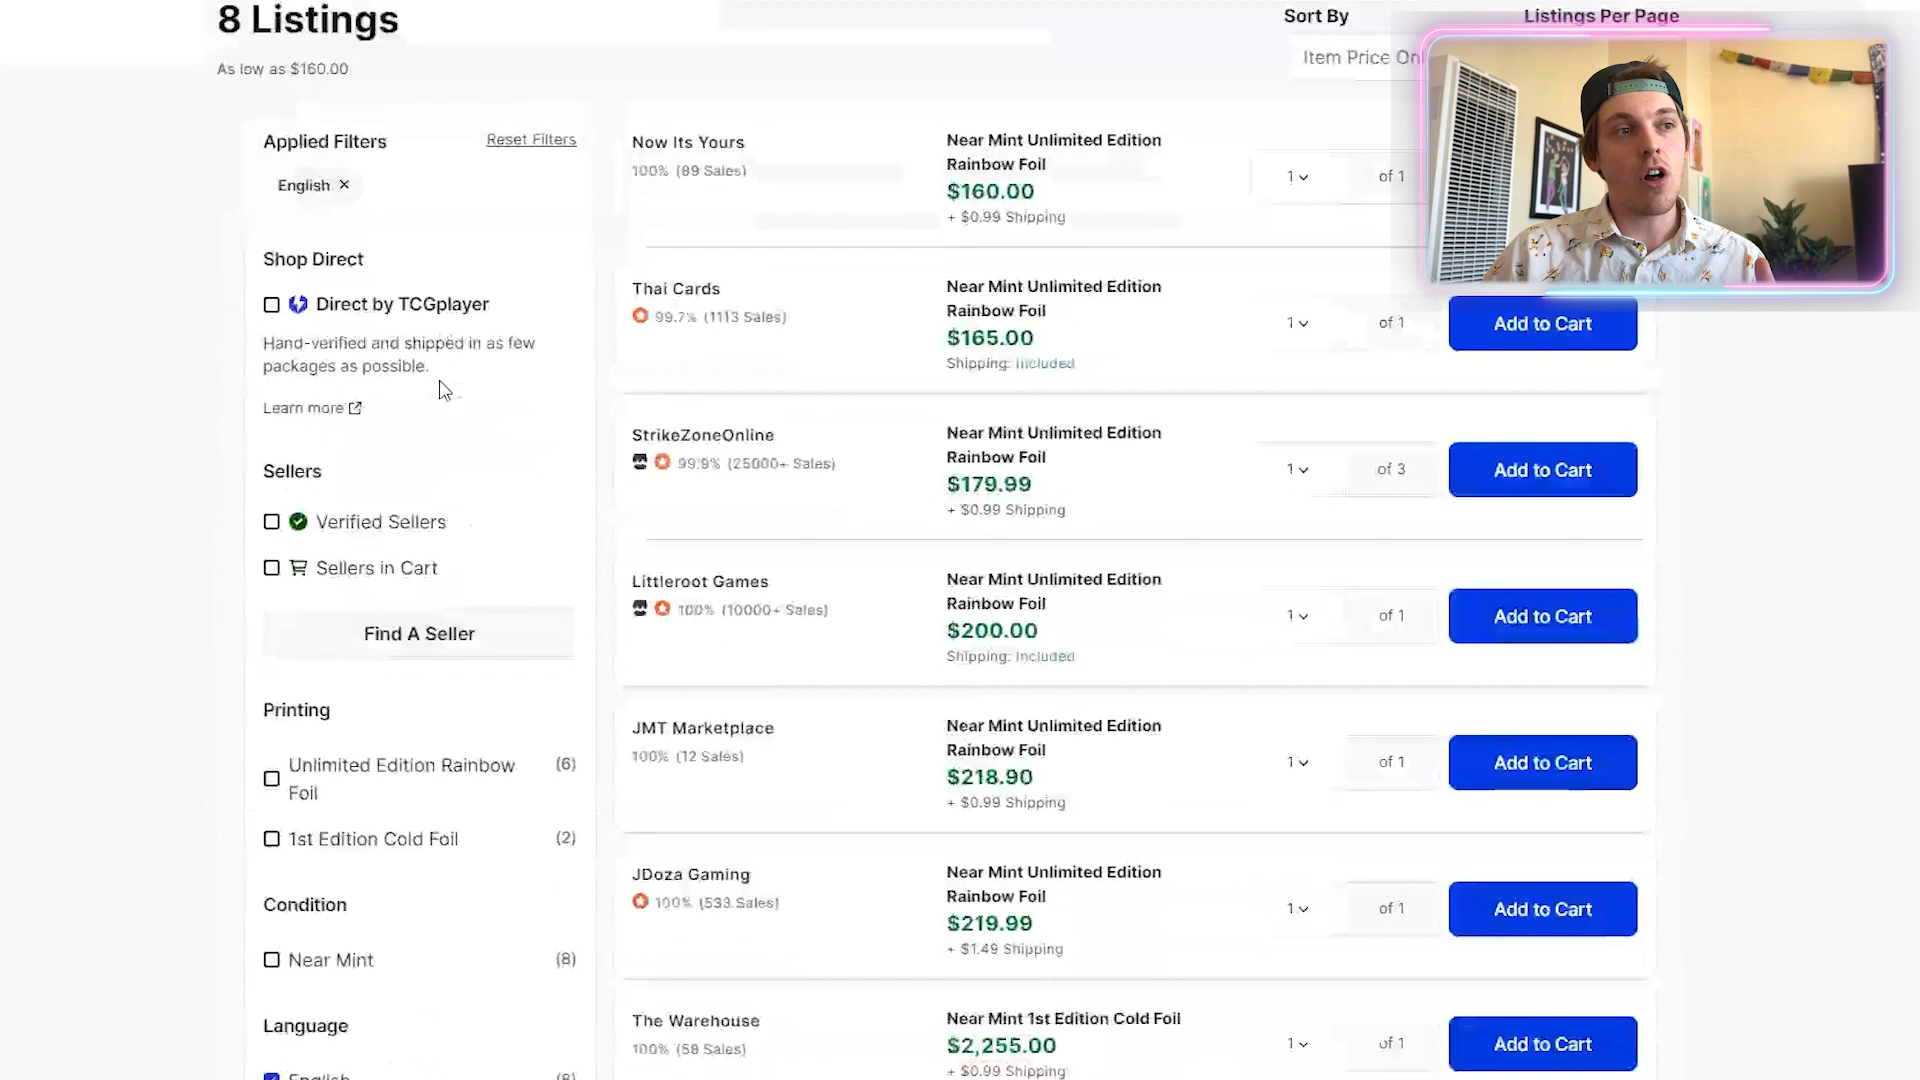 8 Listings
As low as $160.00
Sort By
Listings Per Page
Item Price Onl
Applied Filters
Reset Filters
English ×
Shop Direct
Direct by TCGplayer
Hand-verified and shipped in as few
packages as possible.
Learn more
Sellers
Verified Sellers
Sellers in Cart
Find A Seller
Printing
Unlimited Edition Rainbow
Foil
(6)
1st Edition Cold Foil (2)
Condition
Near Mint (8)
Language
English (8)
Now Its Yours
100% (89 Sales)
Near Mint Unlimited Edition
Rainbow Foil
$160.00
+ $0.99 Shipping
1 of 1
Thai Cards
99.7% (1113 Sales)
Near Mint Unlimited Edition
Rainbow Foil
$165.00
Shipping: Included
1 of 1
Add to Cart
StrikeZoneOnline
99.9% (25000+ Sales)
Near Mint Unlimited Edition
Rainbow Foil
$179.99
+ $0.99 Shipping
1 of 3
Add to Cart
Littleroot Games
100% (10000+ Sales)
Near Mint Unlimited Edition
Rainbow Foil
$200.00
Shipping: Included
1 of 1
Add to Cart
JMT Marketplace
100% (12 Sales)
Near Mint Unlimited Edition
Rainbow Foil
$218.90
+ $0.99 Shipping
1 of 1
Add to Cart
JDoza Gaming
100% (533 Sales)
Near Mint Unlimited Edition
Rainbow Foil
$219.99
+ $1.49 Shipping
1 of 1
Add to Cart
The Warehouse
100% (58 Sales)
Near Mint 1st Edition Cold Foil
$2,255.00
+ $0.99 Shipping
1 of 1
Add to Cart